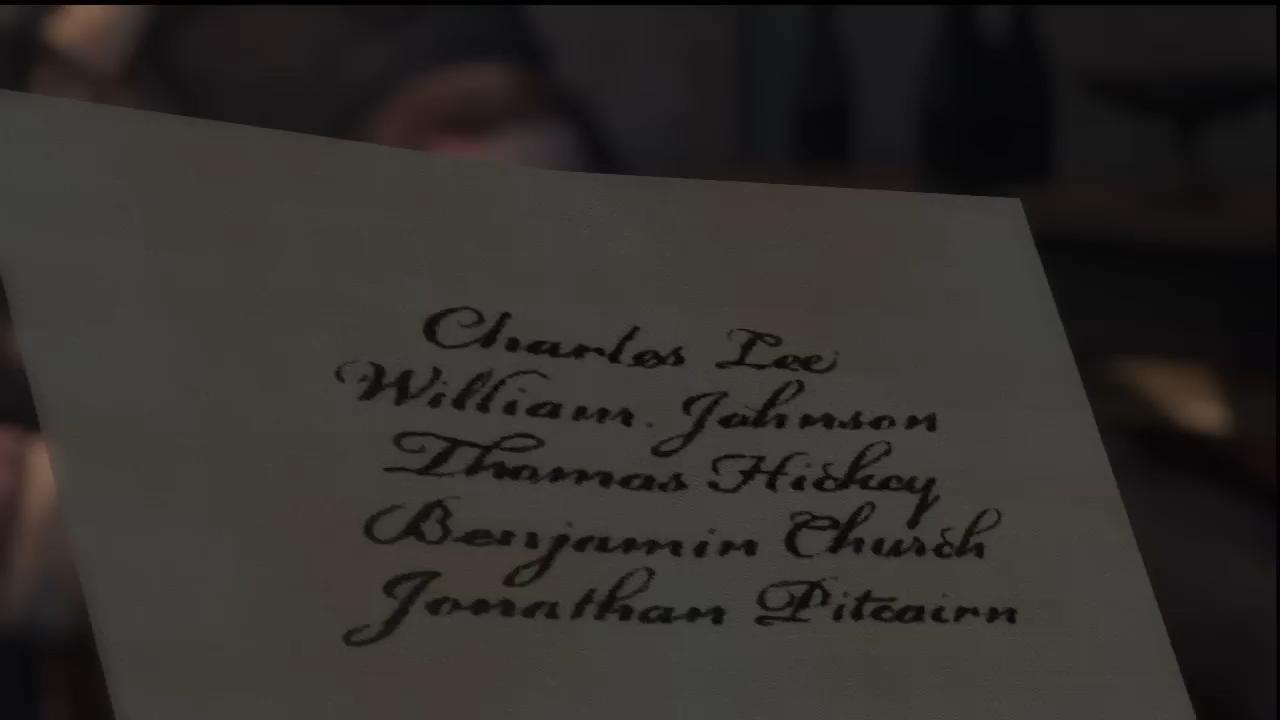 Charles Lee
William Johnson
Thomas Hickey
Benjamin Church
Jonathan Pitcairn